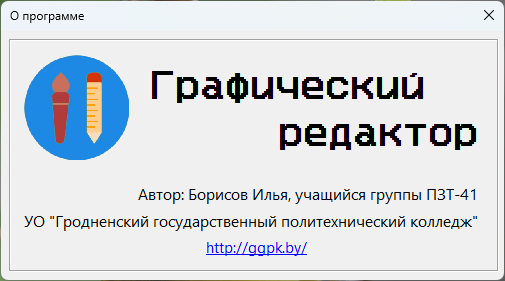 О программе
Графический
редактор
Автор: Борисов Илья, учащийся группы ПЗТ-41
УО "Гродненский государственный политехнический колледж"
http://ggpk.by/